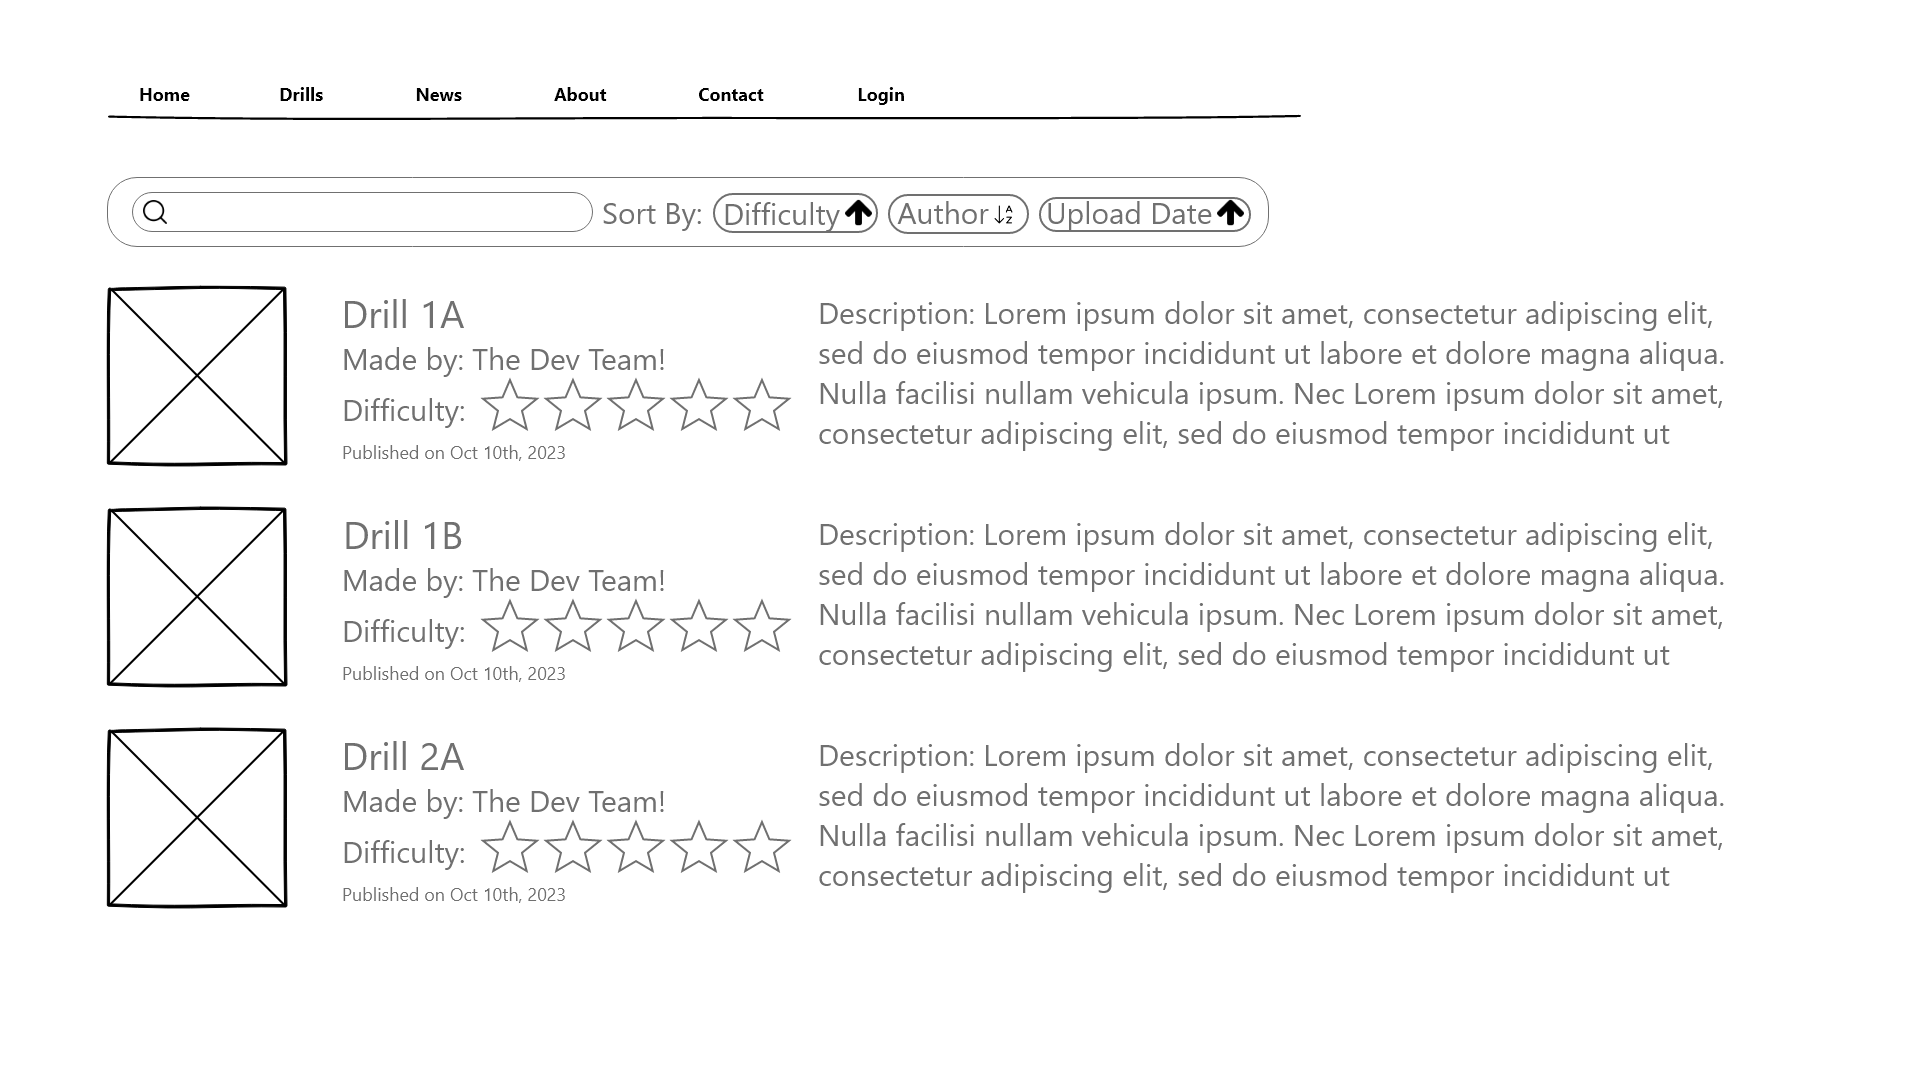 Home Drills News About Contact Login
Sort By: Difficulty Author A Z Upload Date
Drill 1A
Made by: The Dev Team!
Difficulty:
Published on Oct 10th, 2023
Description: Lorem ipsum dolor sit amet, consectetur adipiscing elit,
sed do eiusmod tempor incididunt ut labore et dolore magna aliqua.
Nulla facilisi nullam vehicula ipsum. Nec Lorem ipsum dolor sit amet,
consectetur adipiscing elit, sed do eiusmod tempor incididunt ut
Drill 1B
Made by: The Dev Team!
Difficulty:
Published on Oct 10th, 2023
Description: Lorem ipsum dolor sit amet, consectetur adipiscing elit,
sed do eiusmod tempor incididunt ut labore et dolore magna aliqua.
Nulla facilisi nullam vehicula ipsum. Nec Lorem ipsum dolor sit amet,
consectetur adipiscing elit, sed do eiusmod tempor incididunt ut
Drill 2A
Made by: The Dev Team!
Difficulty:
Published on Oct 10th, 2023
Description: Lorem ipsum dolor sit amet, consectetur adipiscing elit,
sed do eiusmod tempor incididunt ut labore et dolore magna aliqua.
Nulla facilisi nullam vehicula ipsum. Nec Lorem ipsum dolor sit amet,
consectetur adipiscing elit, sed do eiusmod tempor incididunt ut